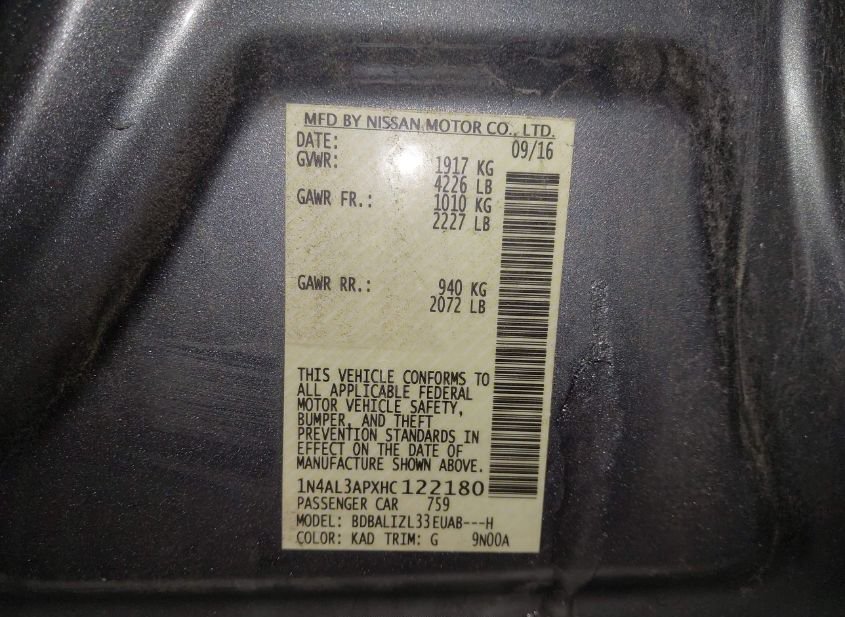 MFD BY NISSAN MOTOR CO., LTD.
DATE: 09/16
GVWR: 1917 KG
4226 LB
GAWR FR.: 1010 KG
2227 LB
GAWR RR.: 940 KG
2072 LB
THIS VEHICLE CONFORMS TO
ALL APPLICABLE FEDERAL
MOTOR VEHICLE SAFETY,
BUMPER, AND THEFT
PREVENTION STANDARDS IN
EFFECT ON THE DATE OF
MANUFACTURE SHOWN ABOVE.
1N4AL3APXHC122180
PASSENGER CAR 759
MODEL: BDBALIZL33EUAB---H
COLOR: KAD TRIM: G 9N00A